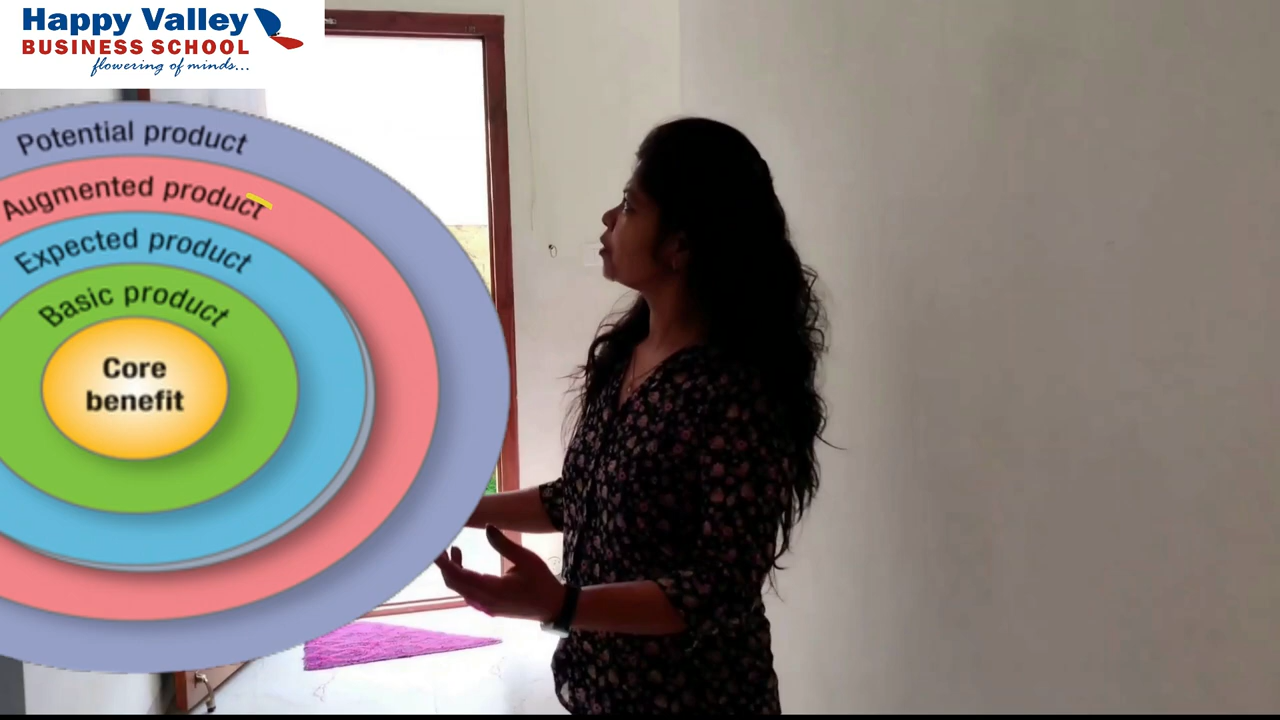 Happy Valley
BUSINESS SCHOOL
flowering of minds...
Potential product
Augmented product
Expected product
Basic product
Core
benefit